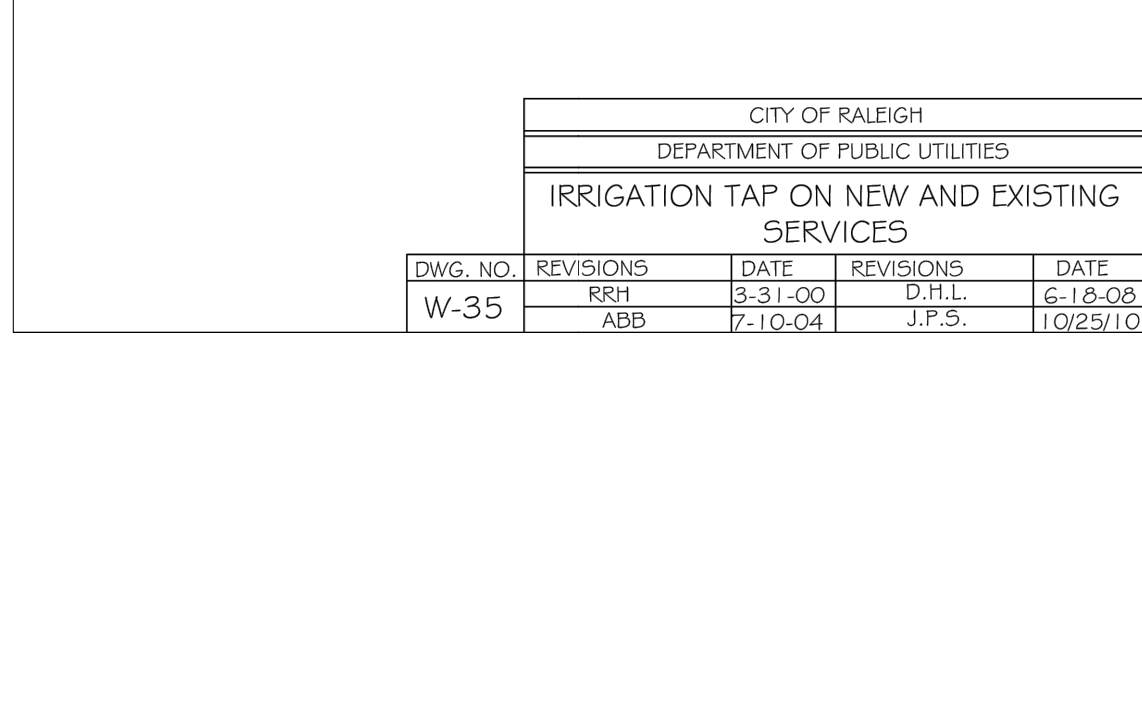 CITY OF RALEIGH
DEPARTMENT OF PUBLIC UTILITIES
IRRIGATION TAP ON NEW AND EXISTING
SERVICES
DWG. NO. REVISIONS DATE REVISIONS DATE
W-35 RRH 3-31-00 D.H.L. 6-18-08
ABB 7-10-04 J.P.S. 10/25/10